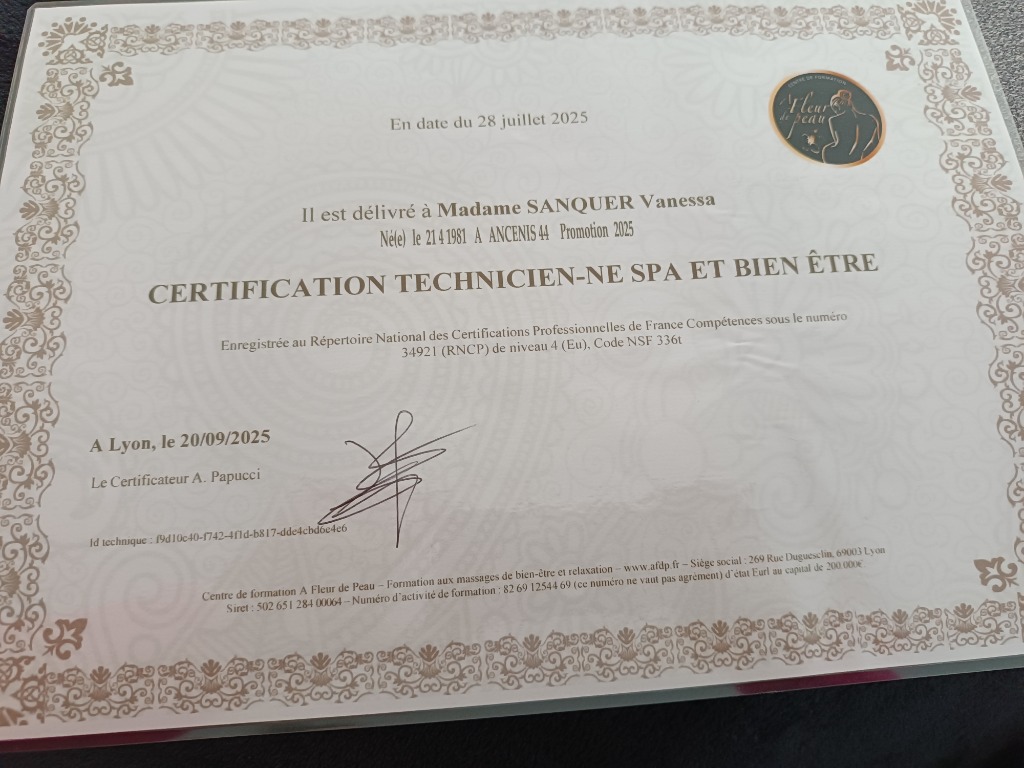 CENTRE DE FORMATION
A Fleur
de peau
En date du 28 juillet 2025
Il est délivré à Madame SANQUER Vanessa
Né(e) le 21 4 1981 A ANCENIS 44 Promotion 2025
CERTIFICATION TECHNICIEN-NE SPA ET BIEN ÊTRE
Enregistrée au Répertoire National des Certifications Professionnelles de France Compétences sous le numéro
34921 (RNCP) de niveau 4 (Eu), Code NSF 336t
A Lyon, le 20/09/2025
Le Certificateur A. Papucci
Id technique : f9d10c40-f742-4f1d-b817-dde4cbd6c4e6
Centre de formation A Fleur de Peau – Formation aux massages de bien-être et relaxation – www.afdp.fr – Siège social : 269 Rue Duguesclin, 69003 Lyon
Siret : 502 651 284 00064 – Numéro d'activité de formation : 82 69 12544 69 (ce numéro ne vaut pas agrément) d'état Eurl au capital de 200 000€